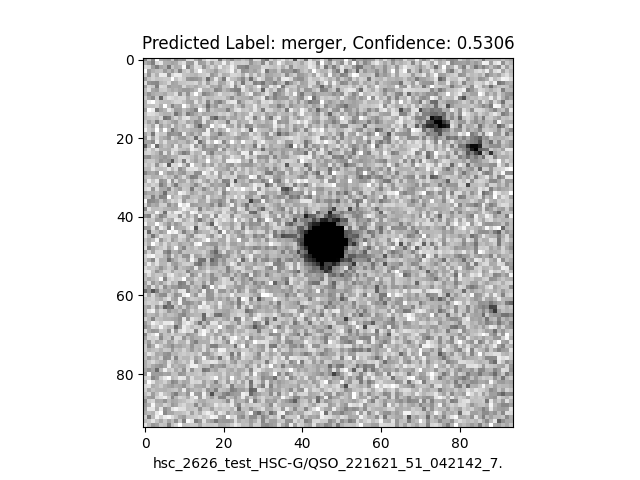 Predicted Label: merger, Confidence: 0.5306
0
20
40
60
80
0 20 40 60 80
hsc_2626_test_HSC-G/QSO_221621_51_042142_7.